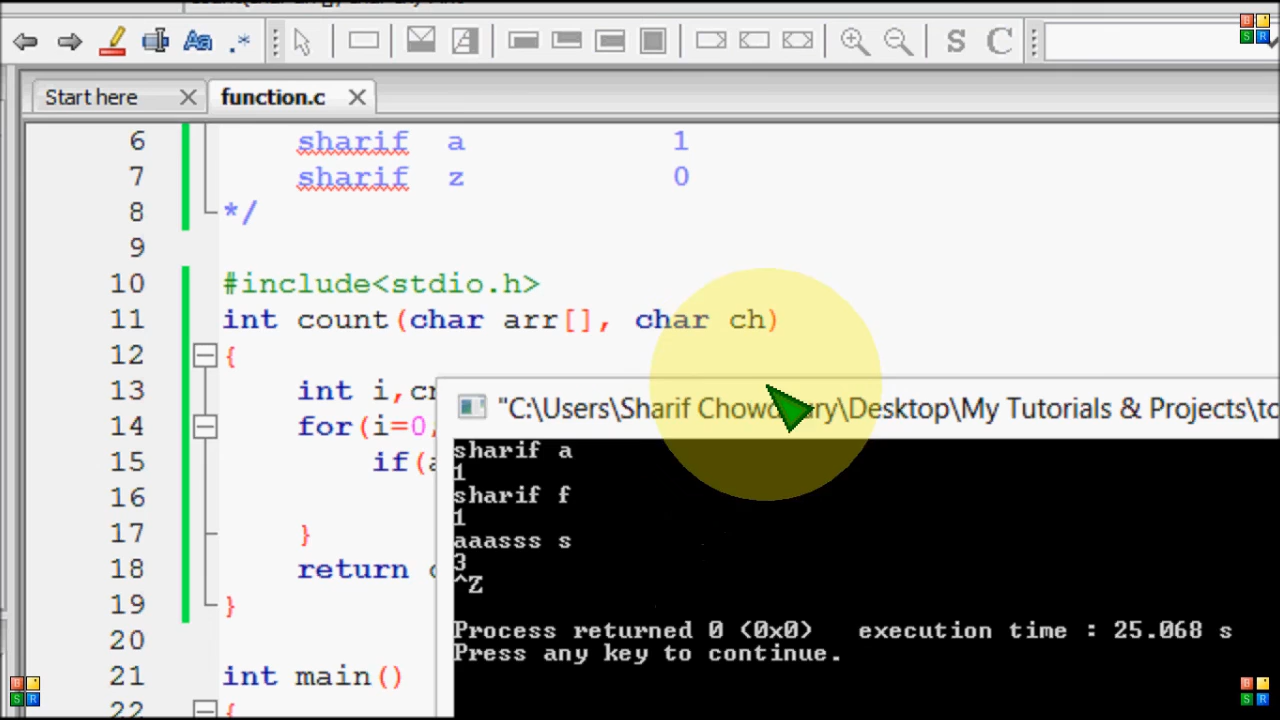 Start here
function.c
6 sharif a 1
7 sharif z 0
8 */
9
10 #include<stdio.h>
11 int count(char arr[], char ch)
12 {
13 int i,
14 for(i=0,
15 if(
16
17 }
18 return
19 }
20
21 int main()
22 {
"C:\Users\Sharif Chowdhury\Desktop\My Tutorials & Projects\to
sharif a
1
sharif f
1
aaasss s
3
^Z
Process returned 0 (0x0) execution time : 25.068 s
Press any key to continue.